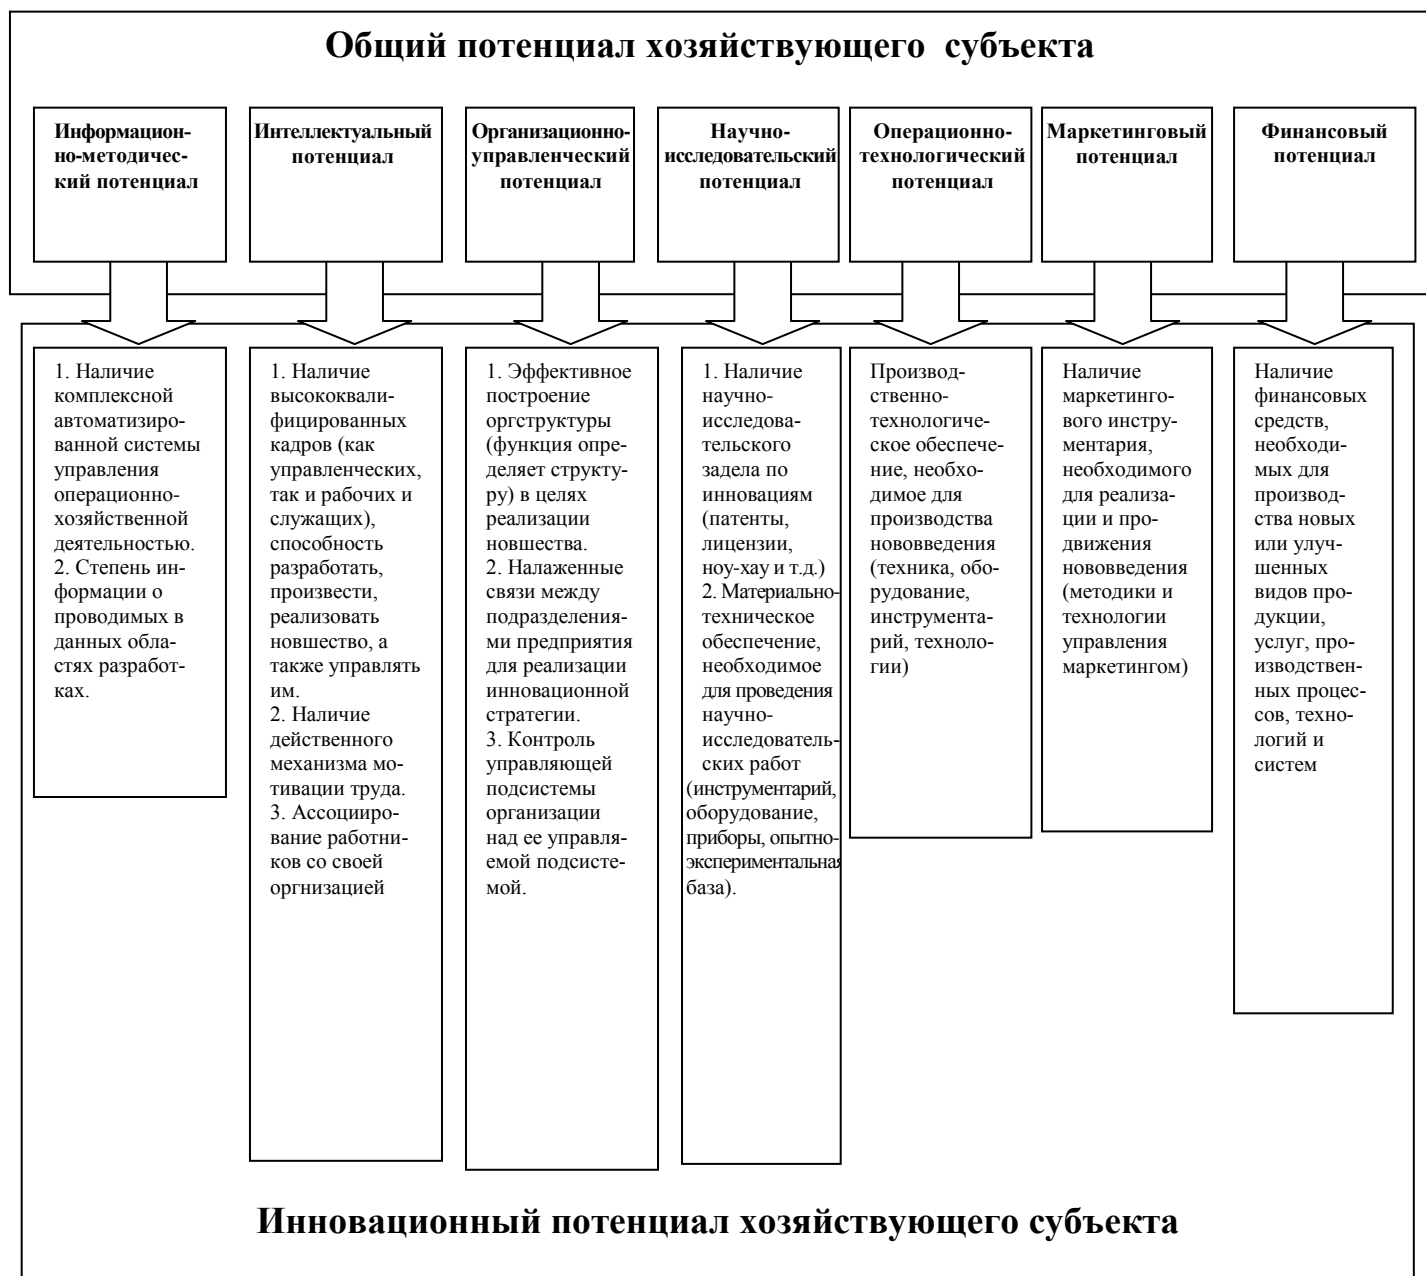 Общий потенциал хозяйствующего субъекта
Информацион-
но-методичес-
кий потенциал
Интеллектуальный
потенциал
Организационно-
управленческий
потенциал
Научно-
исследовательский
потенциал
Операционно-
технологический
потенциал
Маркетинговый
потенциал
Финансовый
потенциал
1. Наличие
комплексной
автоматизиро-
ванной системы
управления
операционно-
хозяйственной
деятельностью.
2. Степень ин-
формации о
проводимых в
данных обла-
стях разработ-
ках.
1. Наличие
высококвали-
фицированных
кадров (как
управленческих,
так и рабочих и
служащих),
способность
разработать,
произвести,
реализовать
новшество, а
также управлять
им.
2. Наличие
действенного
механизма мо-
тивации труда.
3. Ассоцииро-
вание работни-
ков со своей
оргнизацией
1. Эффективное
построение
оргструктуры
(функция опре-
деляет структу-
ру) в целях
реализации
новшества.
2. Налаженные
связи между
подразделения-
ми предприятия
для реализации
инновационной
стратегии.
3. Контроль
управляющей
подсистемы
организации
над ее управля-
емой подсисте-
мой.
1. Наличие
научно-
исследова-
тельского
задела по
инновациям
(патенты,
лицензии,
ноу-хау и т.д.)
2. Материально-
техническое
обеспечение,
необходимое
для проведения
научно-
исследователь-
ских работ
(инструментарий,
оборудование,
приборы, опытно-
экспериментальная
база).
Производ-
ственно-
технологиче-
ское обеспече-
ние, необхо-
димое для
производства
нововведения
(техника, обо-
рудование,
инструмента-
рий, техноло-
гии)
Наличие
маркетинго-
вого инстру-
ментария,
необходимого
для реализа-
ции и про-
движения
нововведения
(методики и
технологии
управления
маркетингом)
Наличие
финансовых
средств,
необходи-
мых для
производ-
ства новых
или улуч-
шенных
видов про-
дукции,
услуг, про-
изводствен-
ных процес-
сов, техно-
логий и
систем
Инновационный потенциал хозяйствующего субъекта